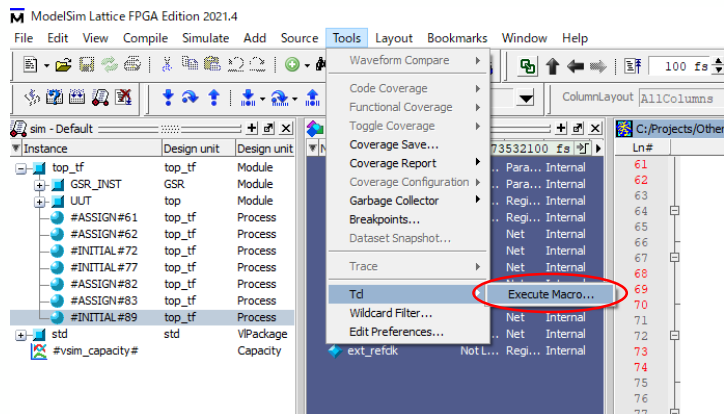 ModelSim Lattice FPGA Edition 2021.4
File Edit View Compile Simulate Add Source Tools Layout Bookmarks Window Help
100 fs
ColumnLayout AllColumns
sim - Default
Instance Design unit Design unit
top_tf top_tf Module
GSR_INST GSR Module
UUT top Module
#ASSIGN#61 top_tf Process
#ASSIGN#62 top_tf Process
#INITIAL#72 top_tf Process
#INITIAL#77 top_tf Process
#ASSIGN#82 top_tf Process
#ASSIGN#83 top_tf Process
#INITIAL#89 top_tf Process
std std VlPackage
#vsim_capacity# Capacity
Waveform Compare
Code Coverage
Functional Coverage
Toggle Coverage
Coverage Save...
Coverage Report
Coverage Configuration
Garbage Collector
Breakpoints...
Dataset Snapshot...
Trace
Tcl
Wildcard Filter...
Edit Preferences...
Execute Macro...
73532100 fs
.. Para... Internal
.. Para... Internal
.. Regi... Internal
.. Regi... Internal
Net Internal
Net Internal
Net Internal
Net Internal
Net Internal
.. Net Internal
ext_refclk Not L... Regi... Internal
C:/Projects/Other
Ln#
61
62
63
64
65
66
67
68
69
70
71
72
73
74
75
76
77